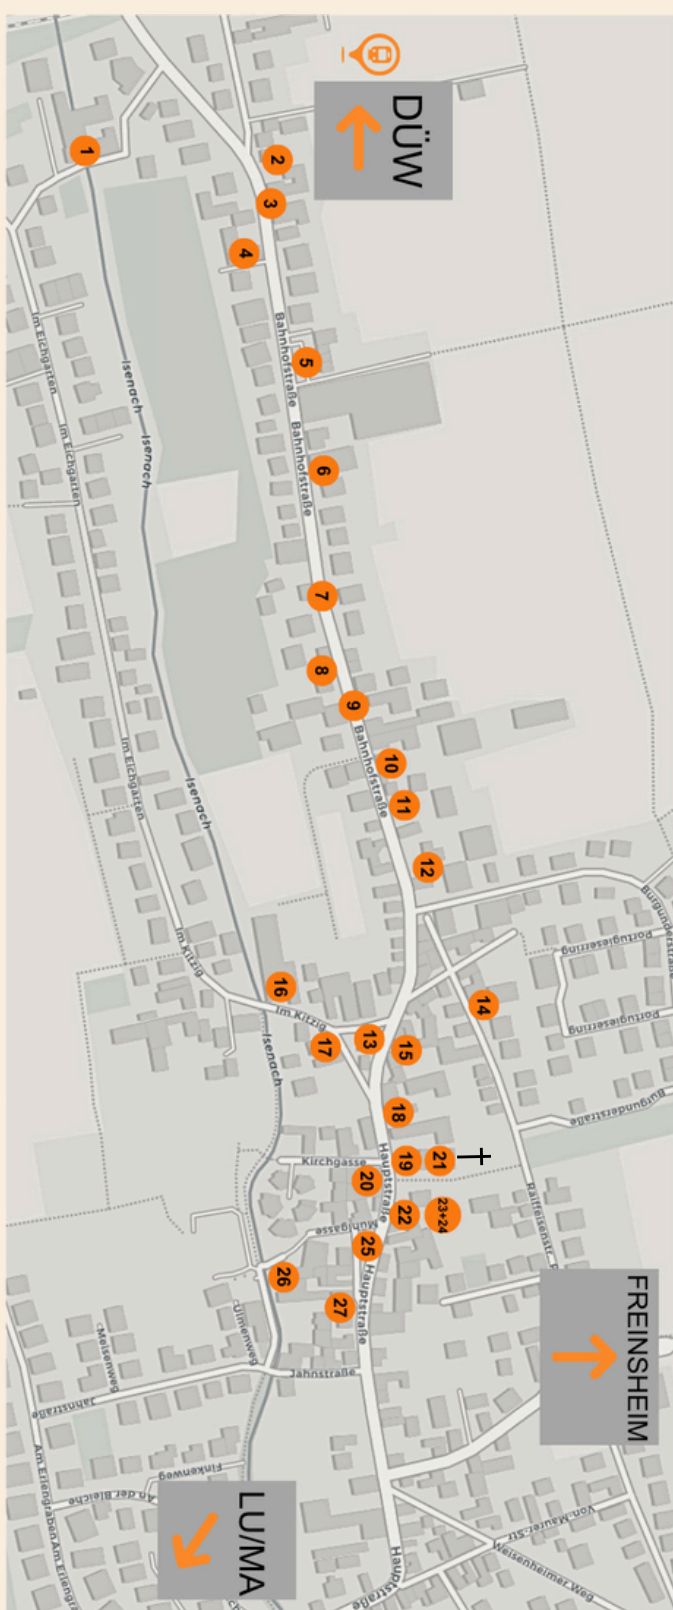 DÜW
1
2
3
4
Bahnhofstraße
5
Im Eichgarten
Isenach
Isenach
Im Eichgarten
Bahnhofstraße
6
7
8
9
Bahnhofstraße
10
11
12
Im Eichgarten
Isenach
Burgunderstraße
Portugieserring
Portugieserring
Im Kitzig
16
14
Im Kitzig
13
15
17
Isenach
18
Burgunderstraße
Hauptstraße
Kirchgasse
19
21
20
22
23+24
Raiffeisenstr.
Mühlgasse
25
26
Hauptstraße
27
FREINSHEIM
Ulmenweg
Meisenweg
Jahnstraße
Jahnstraße
Am Erlengraben
Finkenweg
An der Bleiche
LU/MA
Von-Maurer-Str
Weisenheimer Weg
Hauptstraße